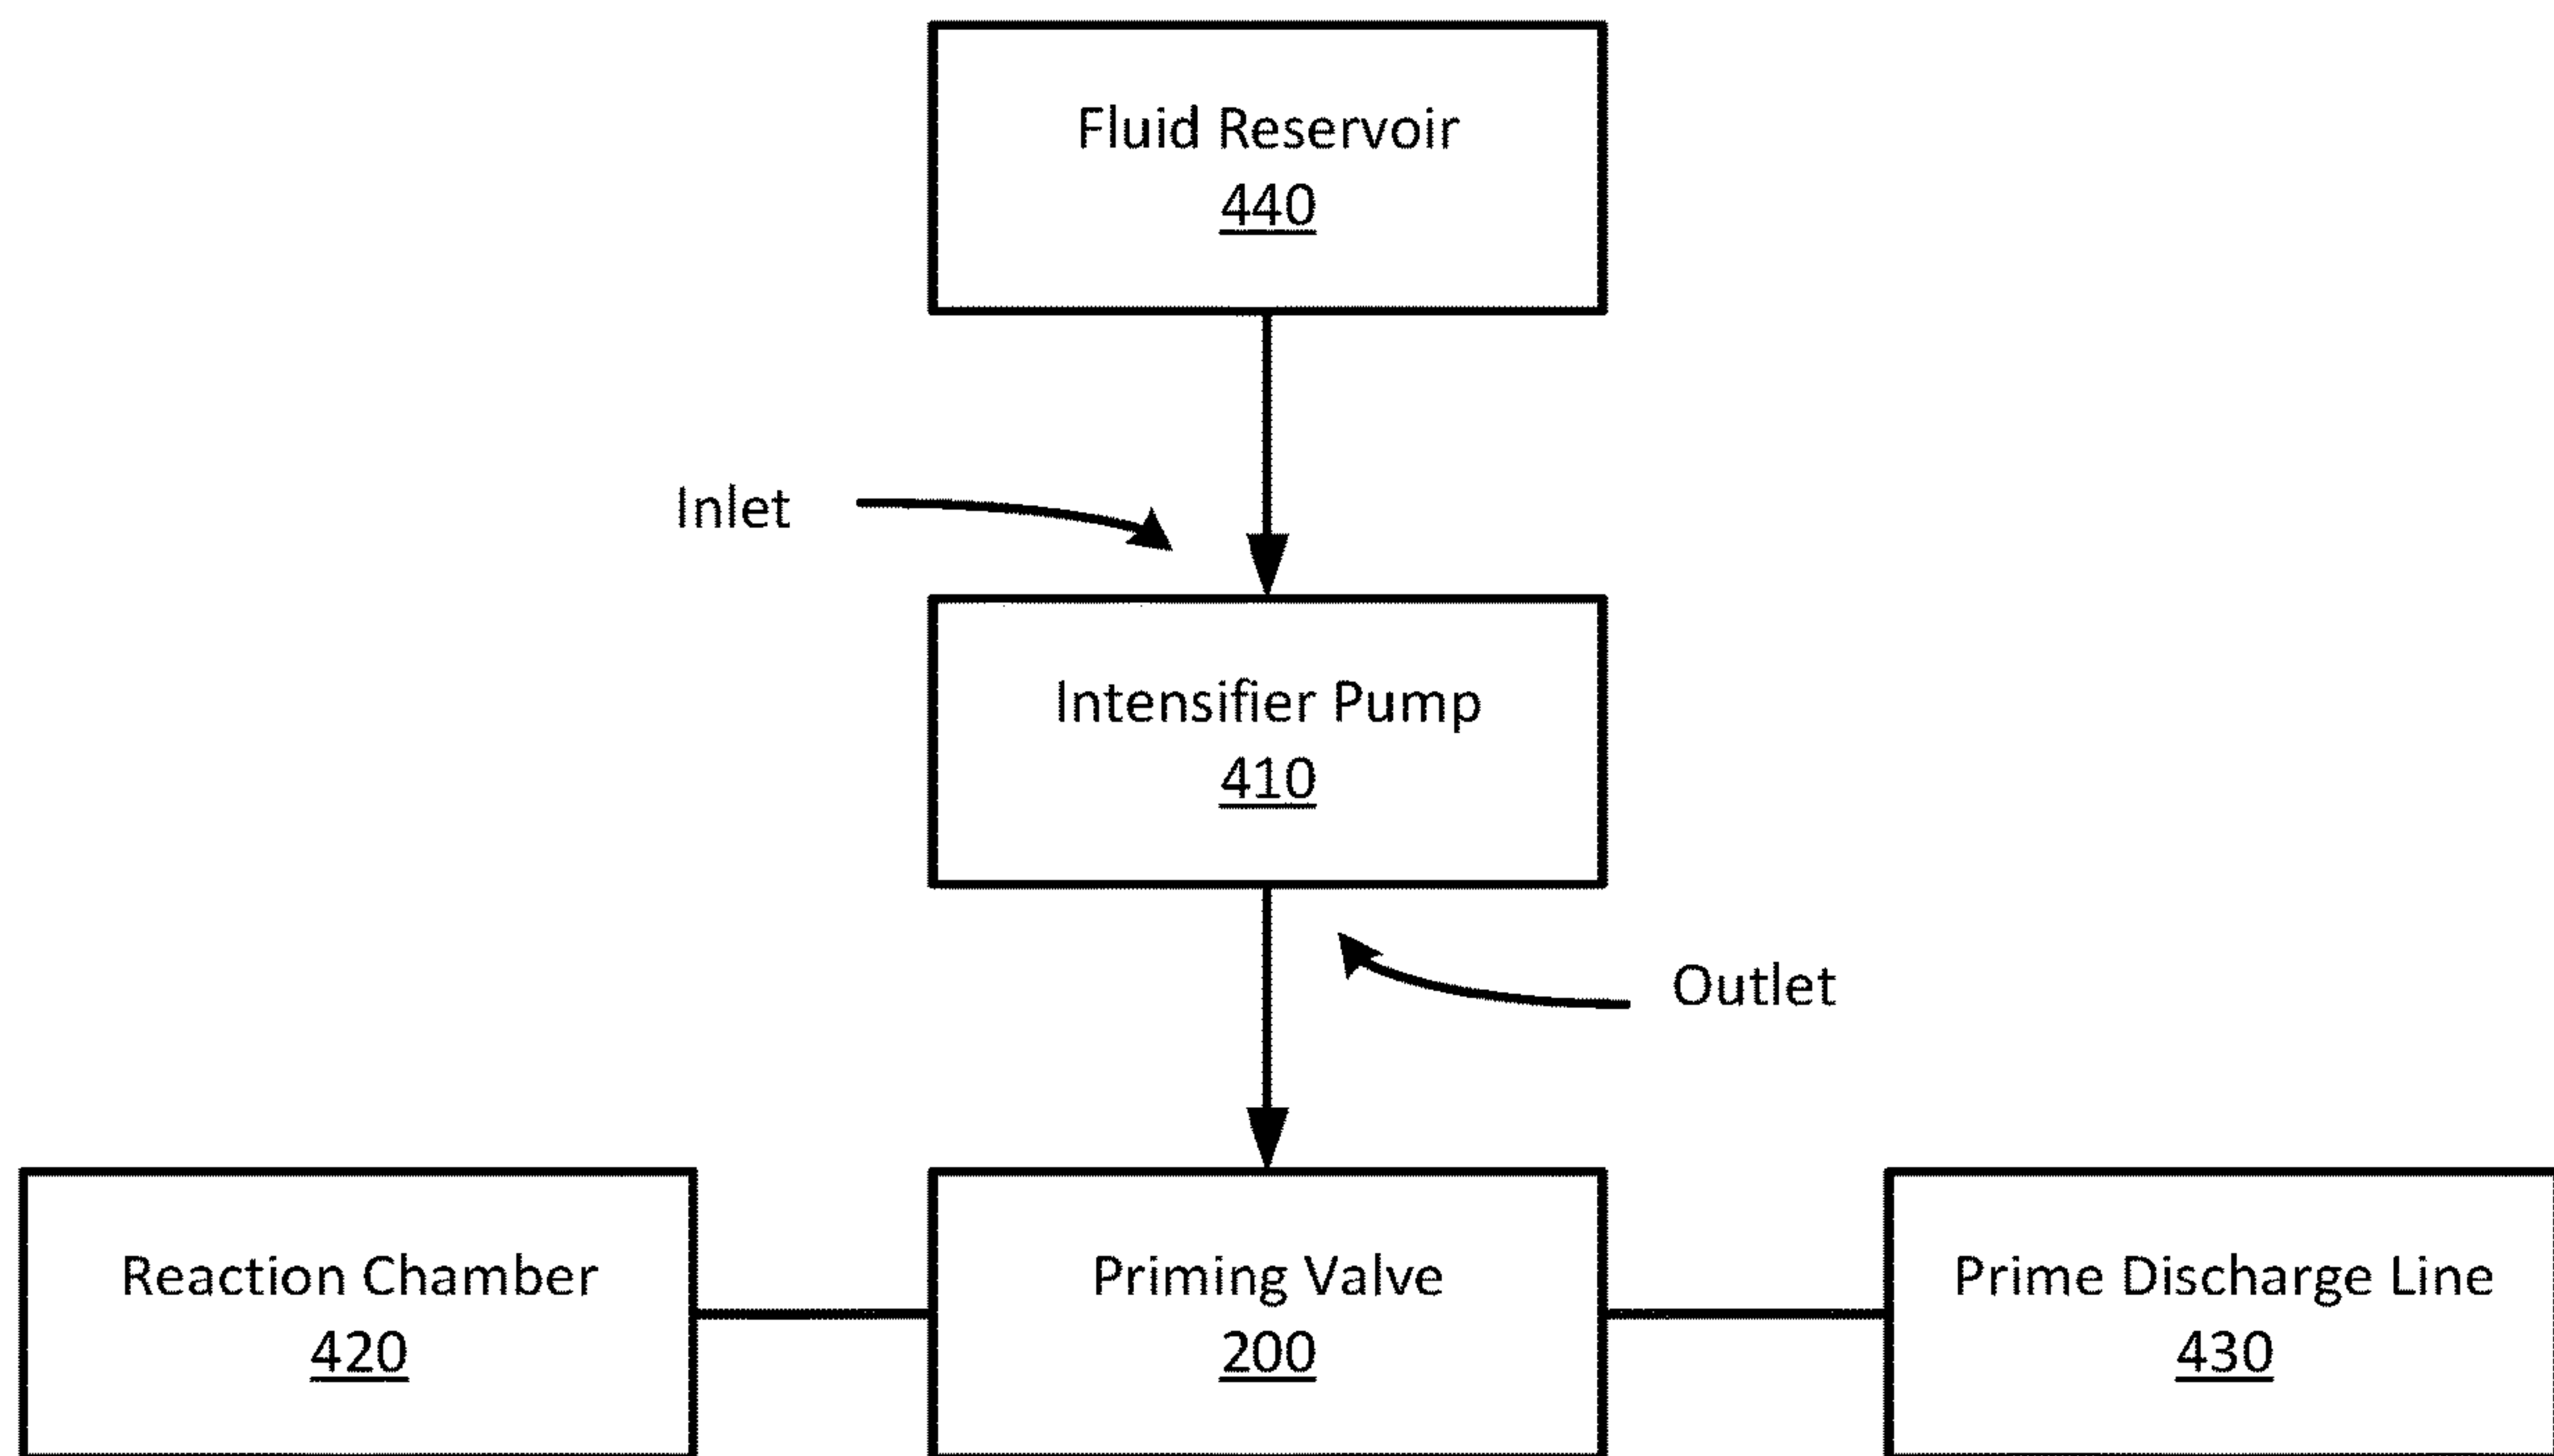 Fluid Reservoir
440
Inlet
Intensifier Pump
410
Outlet
Reaction Chamber
420
Priming Valve
200
Prime Discharge Line
430